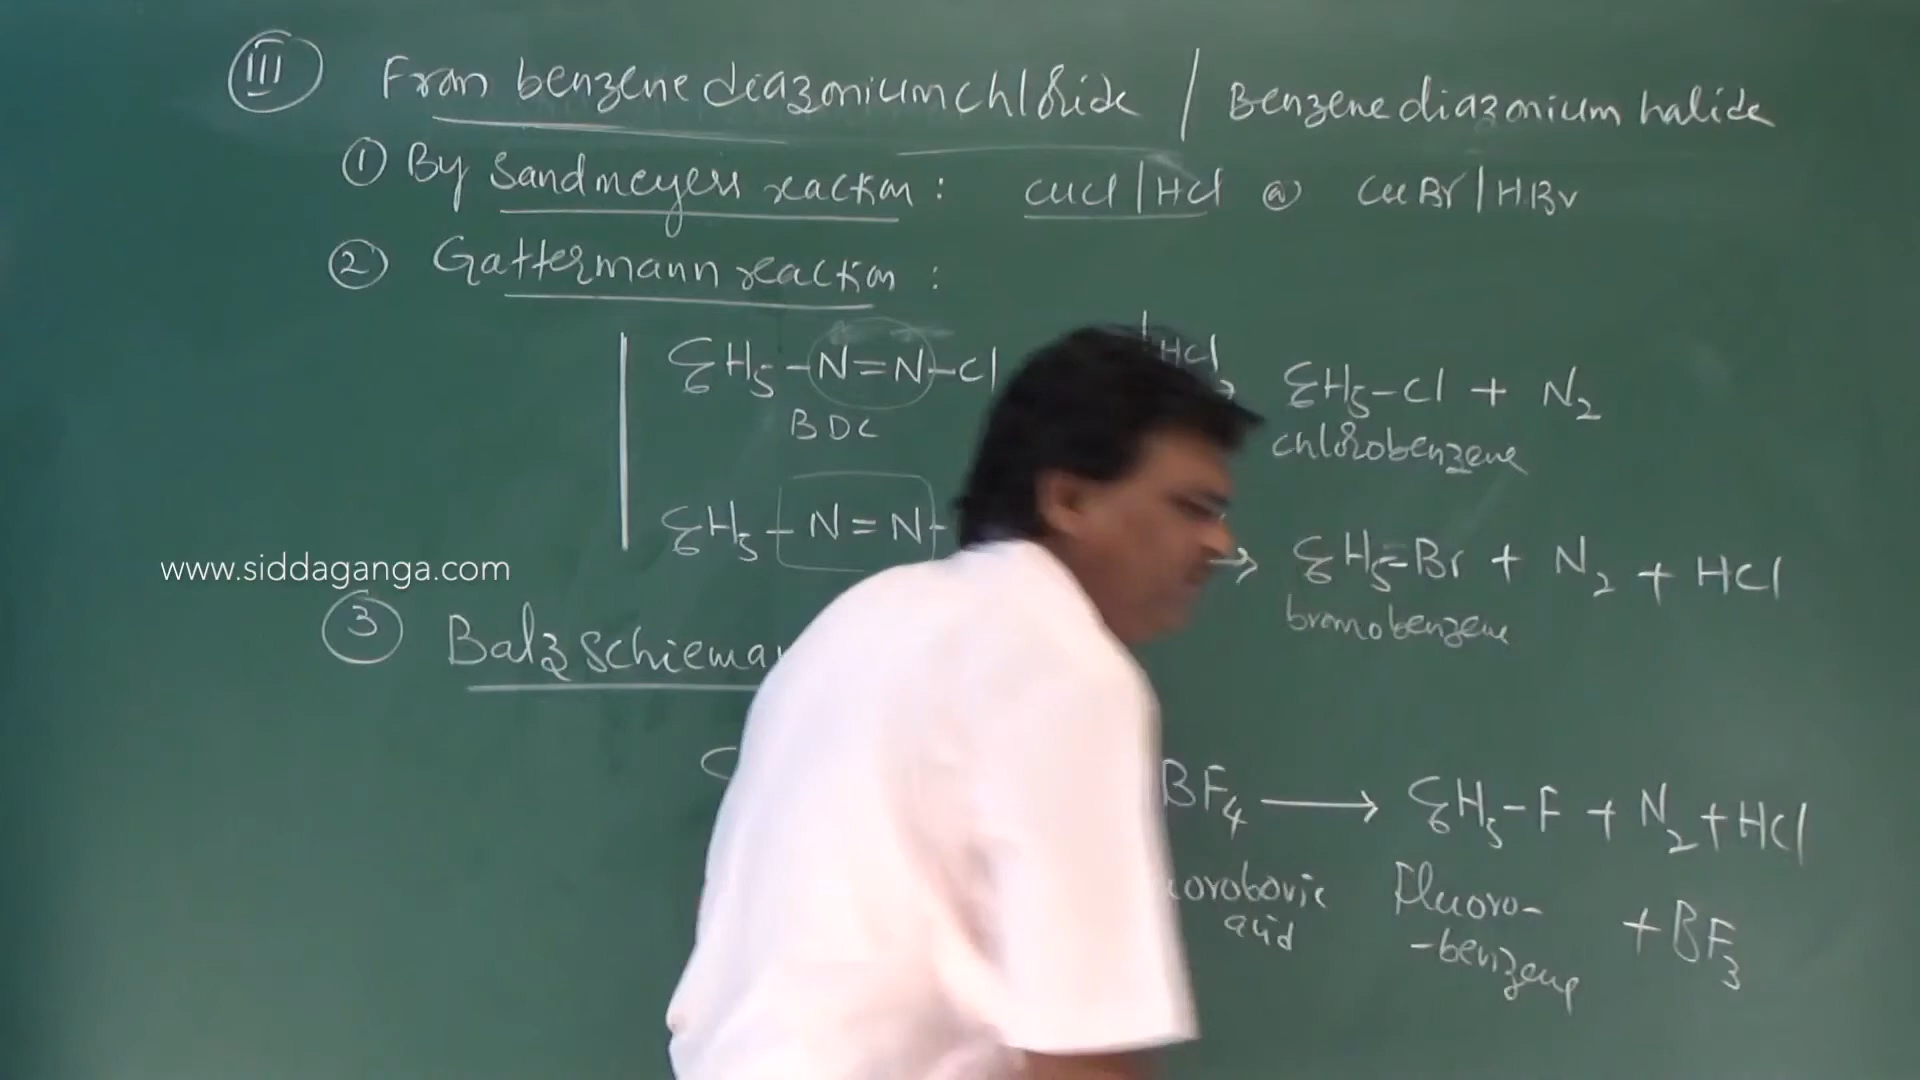 III From benzene diazonium chloride / Benzene diazonium halide
① By Sandmeyers reaction : CuCl | HCl @ CuBr | HBr
② Gattermann reaction :
C6H5-N=N-Cl HCl C6H5-Cl + N2
BDC chlorobenzene
C6H5-N=N- → C6H5-Br + N2 + HCl
bromobenzene
www.siddaganga.com
③ Balz schiema
BF4 → C6H5-F + N2 + HCl
oroboric acid Fluoro-
-benzene + BF3